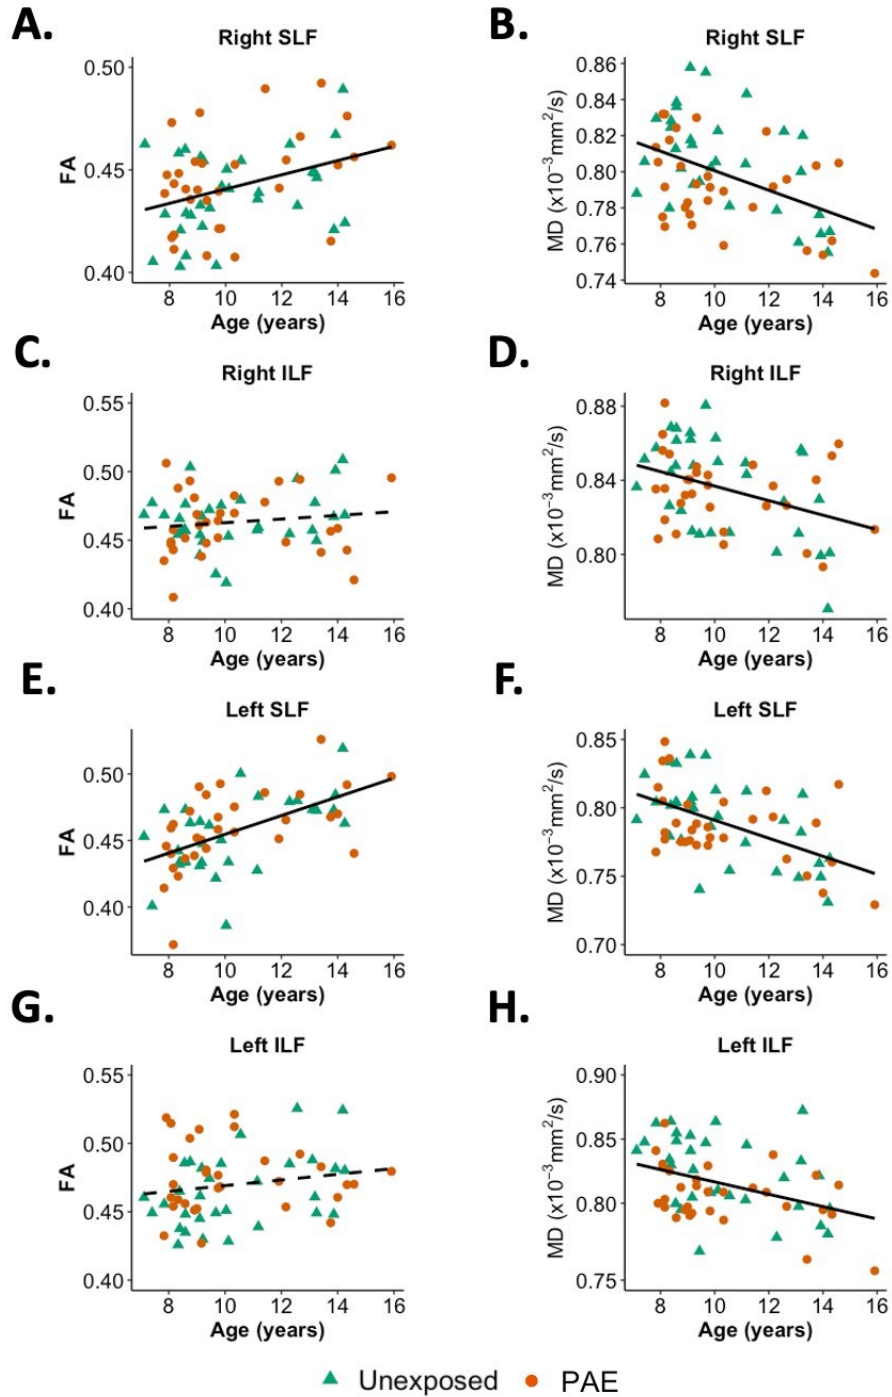 A.
Right SLF
FA
0.50
0.45
0.40
8 10 12 14 16
Age (years)
B.
Right SLF
MD (x10⁻³mm²/s)
0.86
0.84
0.82
0.80
0.78
0.76
0.74
8 10 12 14 16
Age (years)
C.
Right ILF
FA
0.55
0.50
0.45
0.40
8 10 12 14 16
Age (years)
D.
Right ILF
MD (x10⁻³mm²/s)
0.88
0.84
0.80
8 10 12 14 16
Age (years)
E.
Left SLF
FA
0.50
0.45
0.40
8 10 12 14 16
Age (years)
F.
Left SLF
MD (x10⁻³mm²/s)
0.85
0.80
0.75
0.70
8 10 12 14 16
Age (years)
G.
Left ILF
FA
0.55
0.50
0.45
0.40
8 10 12 14 16
Age (years)
H.
Left ILF
MD (x10⁻³mm²/s)
0.90
0.85
0.80
0.75
8 10 12 14 16
Age (years)
Unexposed PAE